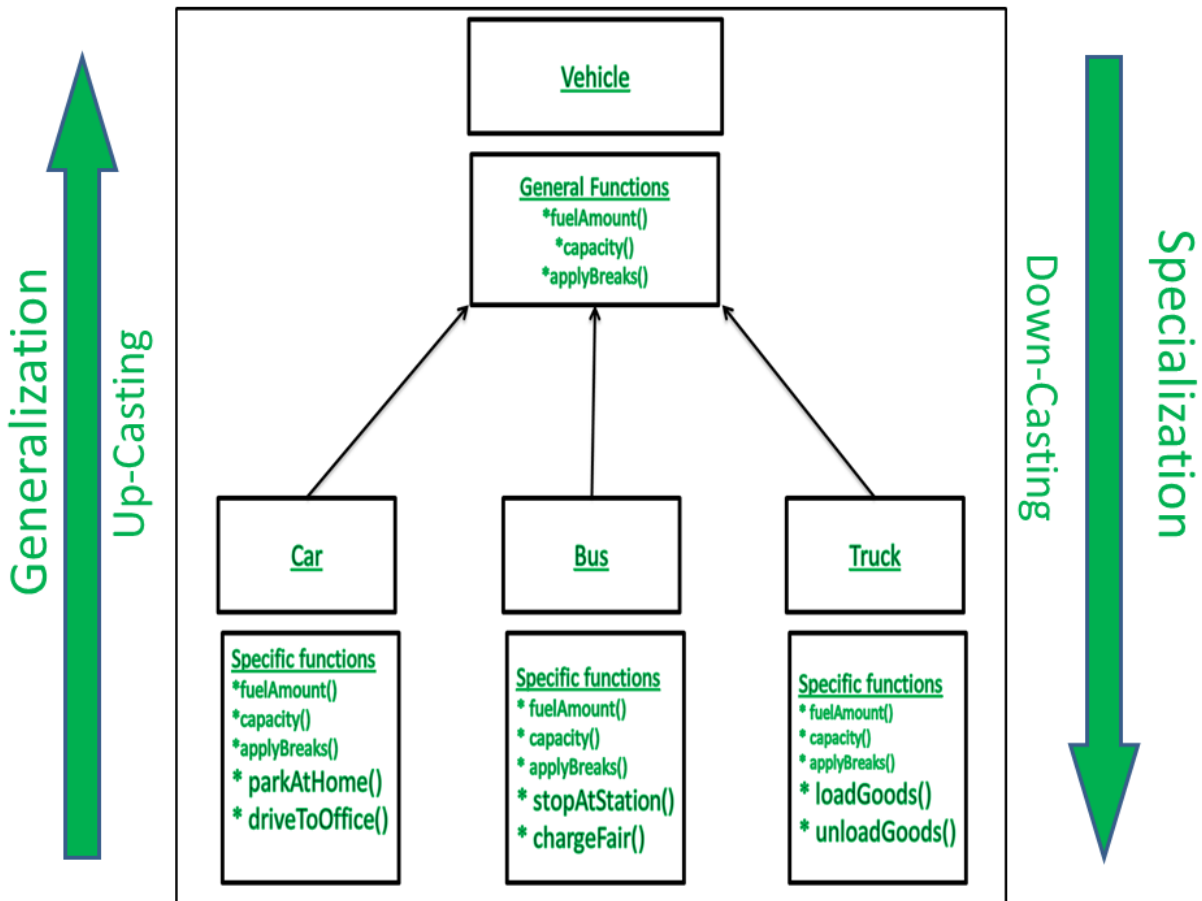 Generalization
Up-Casting
Vehicle
General Functions
*fuelAmount()
*capacity()
*applyBreaks()
Car
Specific functions
*fuelAmount()
*capacity()
*applyBreaks()
* parkAtHome()
* driveToOffice()
Bus
Specific functions
* fuelAmount()
* capacity()
* applyBreaks()
* stopAtStation()
* chargeFair()
Truck
Specific functions
* fuelAmount()
* capacity()
* applyBreaks()
* loadGoods()
* unloadGoods()
Down-Casting
Specialization